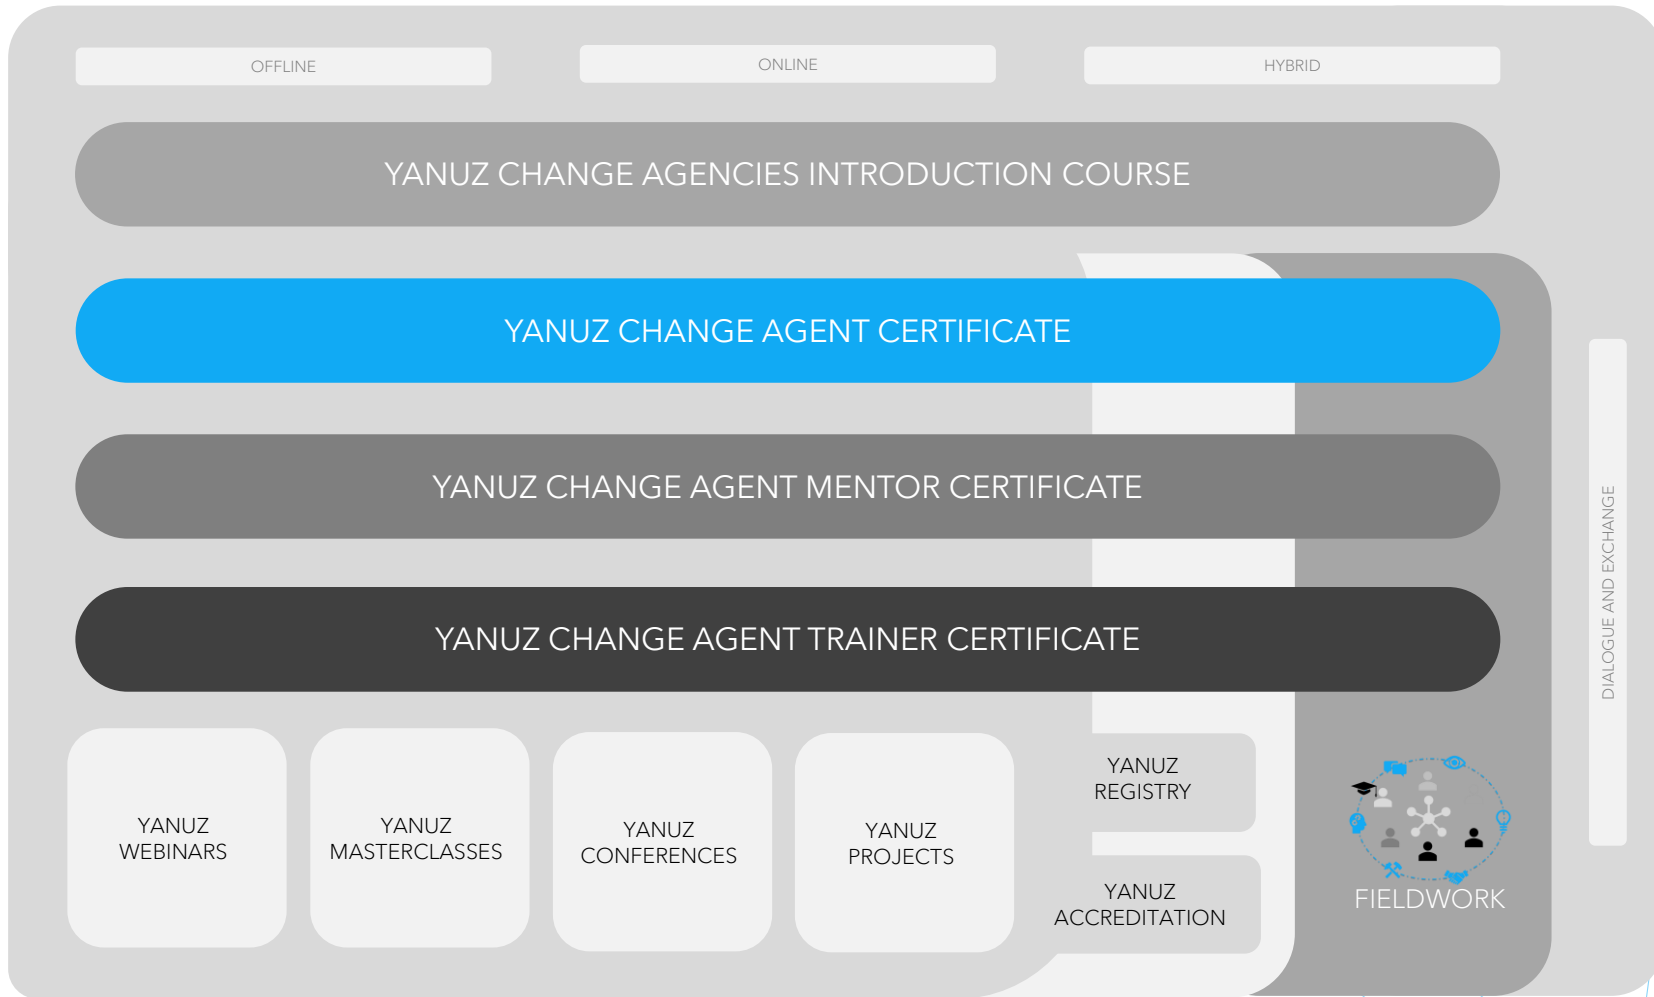 OFFLINE
ONLINE
HYBRID
YANUZ CHANGE AGENCIES INTRODUCTION COURSE
YANUZ CHANGE AGENT CERTIFICATE
YANUZ CHANGE AGENT MENTOR CERTIFICATE
YANUZ CHANGE AGENT TRAINER CERTIFICATE
DIALOGUE AND EXCHANGE
YANUZ
WEBINARS
YANUZ
MASTERCLASSES
YANUZ
CONFERENCES
YANUZ
PROJECTS
YANUZ
REGISTRY
YANUZ
ACCREDITATION
FIELDWORK